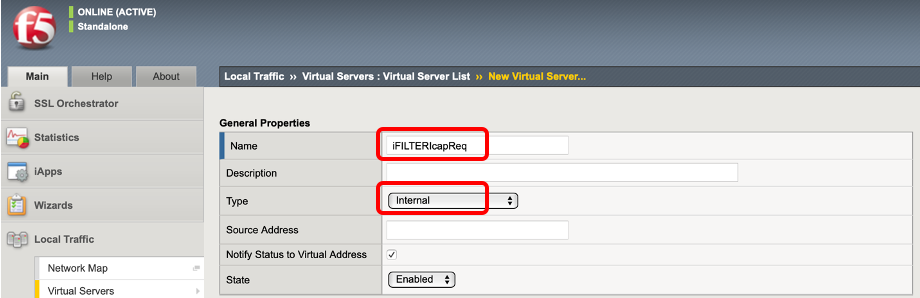 f5
ONLINE (ACTIVE)
Standalone
Main Help About
Local Traffic ›› Virtual Servers : Virtual Server List ›› New Virtual Server...
SSL Orchestrator
Statistics
iApps
Wizards
Local Traffic
Network Map
Virtual Servers
General Properties
Name iFILTERIcapReq
Description
Type Internal
Source Address
Notify Status to Virtual Address
State Enabled